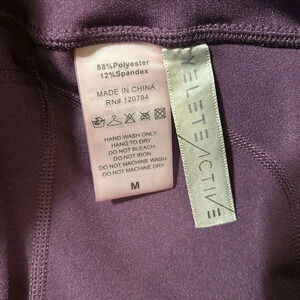 88%Polyester
12%Spandex
MADE IN CHINA
RN# 120784
HAND WASH ONLY
HANG TO DRY
DO NOT BLEACH
DO NOT IRON
DO NOT MACHINE WASH
DO NOT MACHINE DRY
M
YELETE
ACTIVE